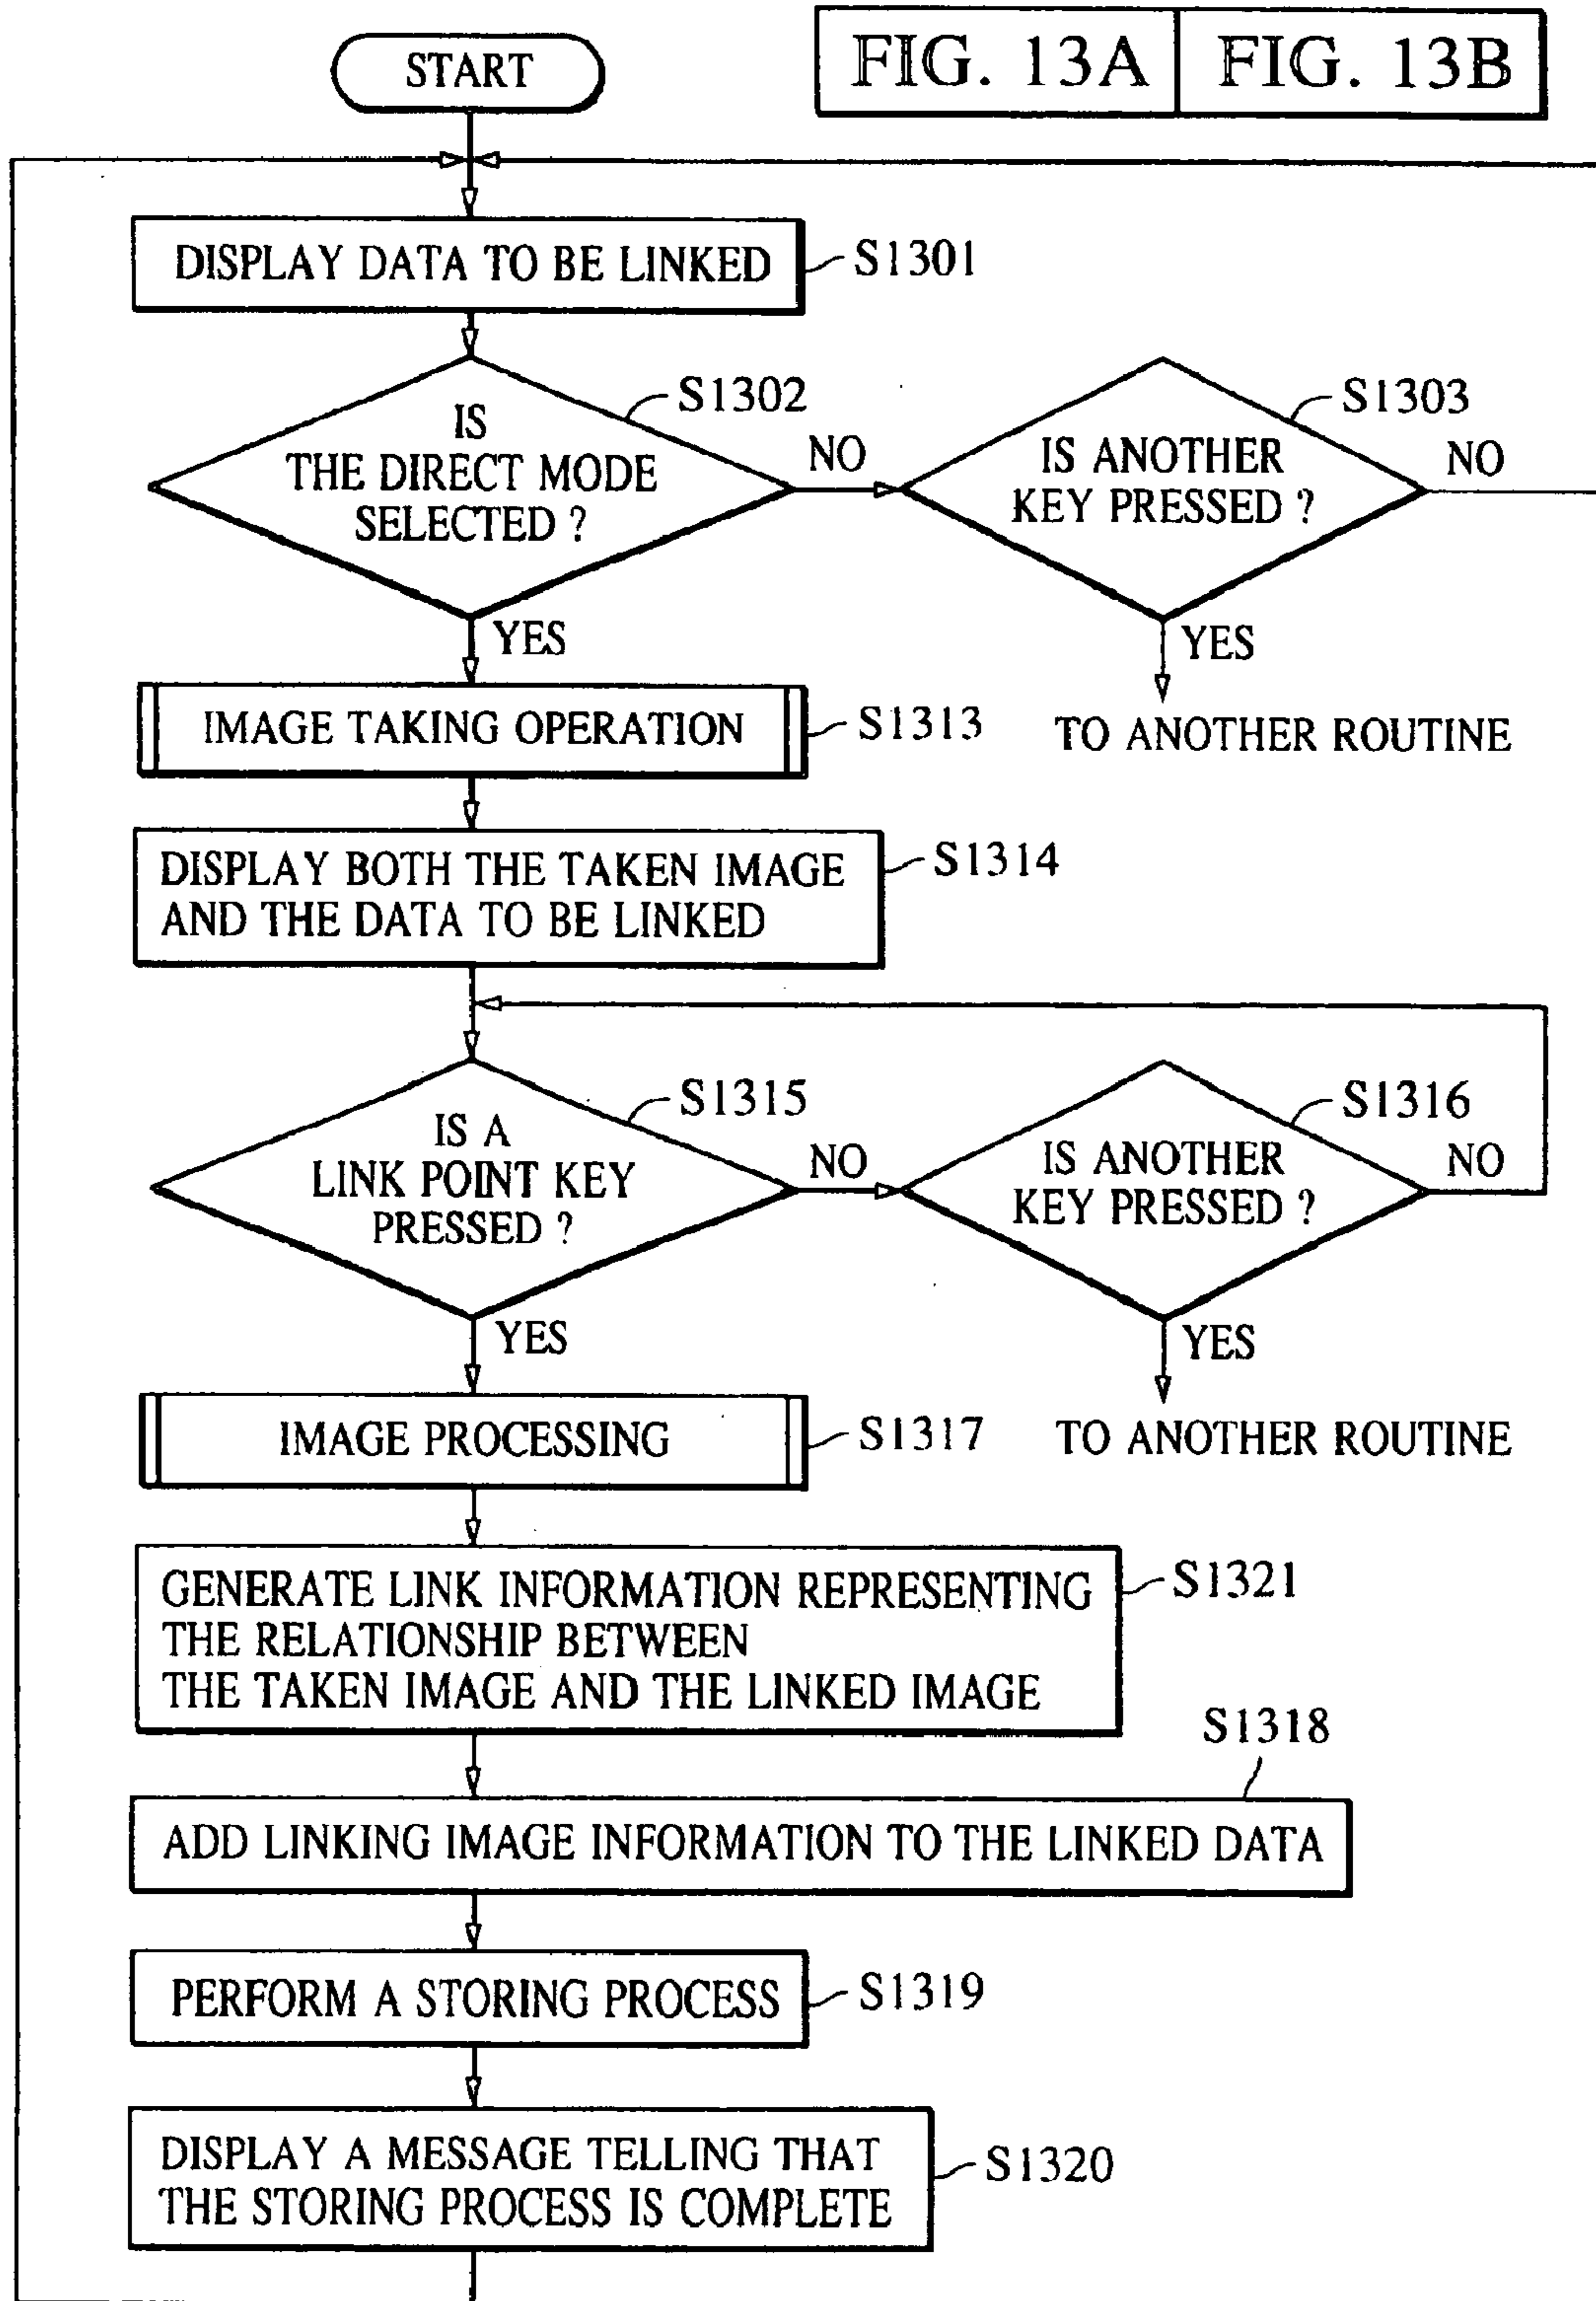 FIG. 13A FIG. 13B
START
DISPLAY DATA TO BE LINKED
S1301
S1302
IS
THE DIRECT MODE
SELECTED ?
NO
S1303
IS ANOTHER
KEY PRESSED ?
NO
YES
YES
TO ANOTHER ROUTINE
IMAGE TAKING OPERATION
S1313
DISPLAY BOTH THE TAKEN IMAGE
AND THE DATA TO BE LINKED
S1314
S1315
IS A
LINK POINT KEY
PRESSED ?
NO
S1316
IS ANOTHER
KEY PRESSED ?
NO
YES
YES
TO ANOTHER ROUTINE
IMAGE PROCESSING
S1317
GENERATE LINK INFORMATION REPRESENTING
THE RELATIONSHIP BETWEEN
THE TAKEN IMAGE AND THE LINKED IMAGE
S1321
S1318
ADD LINKING IMAGE INFORMATION TO THE LINKED DATA
PERFORM A STORING PROCESS
S1319
DISPLAY A MESSAGE TELLING THAT
THE STORING PROCESS IS COMPLETE
S1320